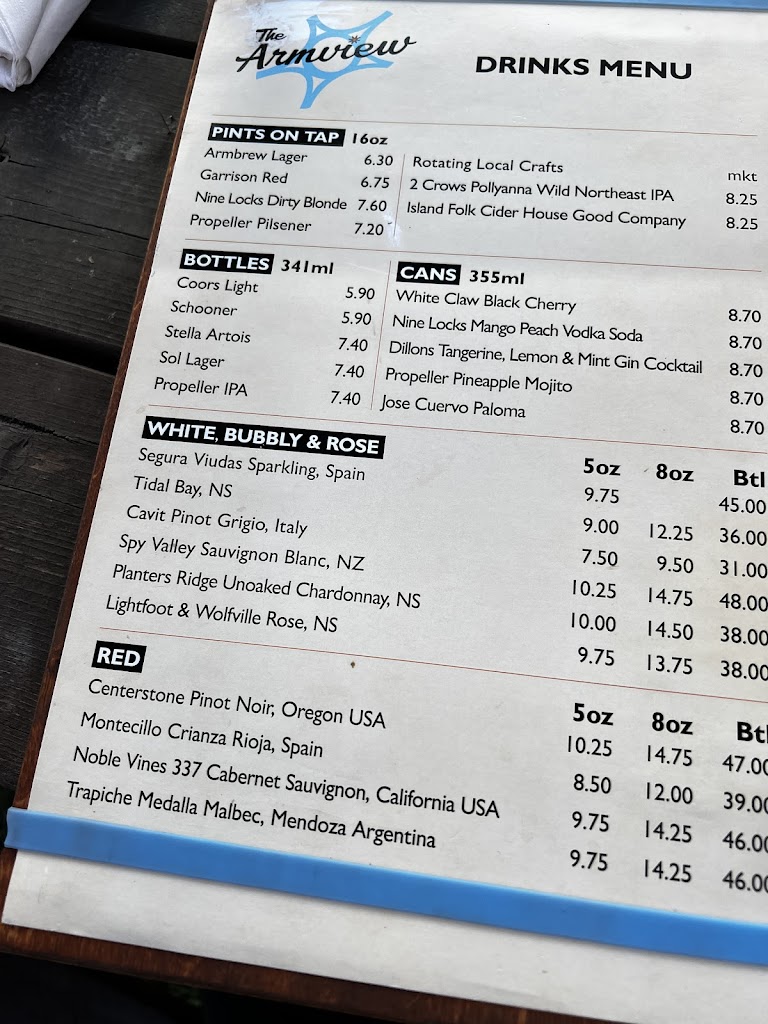 The
Armview
DRINKS MENU
PINTS ON TAP 16oz
Armbrew Lager 6.30
Garrison Red 6.75
Nine Locks Dirty Blonde 7.60
Propeller Pilsener 7.20
Rotating Local Crafts mkt
2 Crows Pollyanna Wild Northeast IPA 8.25
Island Folk Cider House Good Company 8.25
BOTTLES 341ml
Coors Light 5.90
Schooner 5.90
Stella Artois 7.40
Sol Lager 7.40
Propeller IPA 7.40
CANS 355ml
White Claw Black Cherry 8.70
Nine Locks Mango Peach Vodka Soda 8.70
Dillons Tangerine, Lemon & Mint Gin Cocktail 8.70
Propeller Pineapple Mojito 8.70
Jose Cuervo Paloma 8.70
WHITE, BUBBLY & ROSE 5oz 8oz Btl
Segura Viudas Sparkling, Spain 9.75 45.00
Tidal Bay, NS 9.00 12.25 36.00
Cavit Pinot Grigio, Italy 7.50 9.50 31.00
Spy Valley Sauvignon Blanc, NZ 10.25 14.75 48.00
Planters Ridge Unoaked Chardonnay, NS 10.00 14.50 38.00
Lightfoot & Wolfville Rose, NS 9.75 13.75 38.00
RED 5oz 8oz Btl
Centerstone Pinot Noir, Oregon USA 10.25 14.75 47.00
Montecillo Crianza Rioja, Spain 8.50 12.00 39.00
Noble Vines 337 Cabernet Sauvignon, California USA 9.75 14.25 46.00
Trapiche Medalla Malbec, Mendoza Argentina 9.75 14.25 46.00